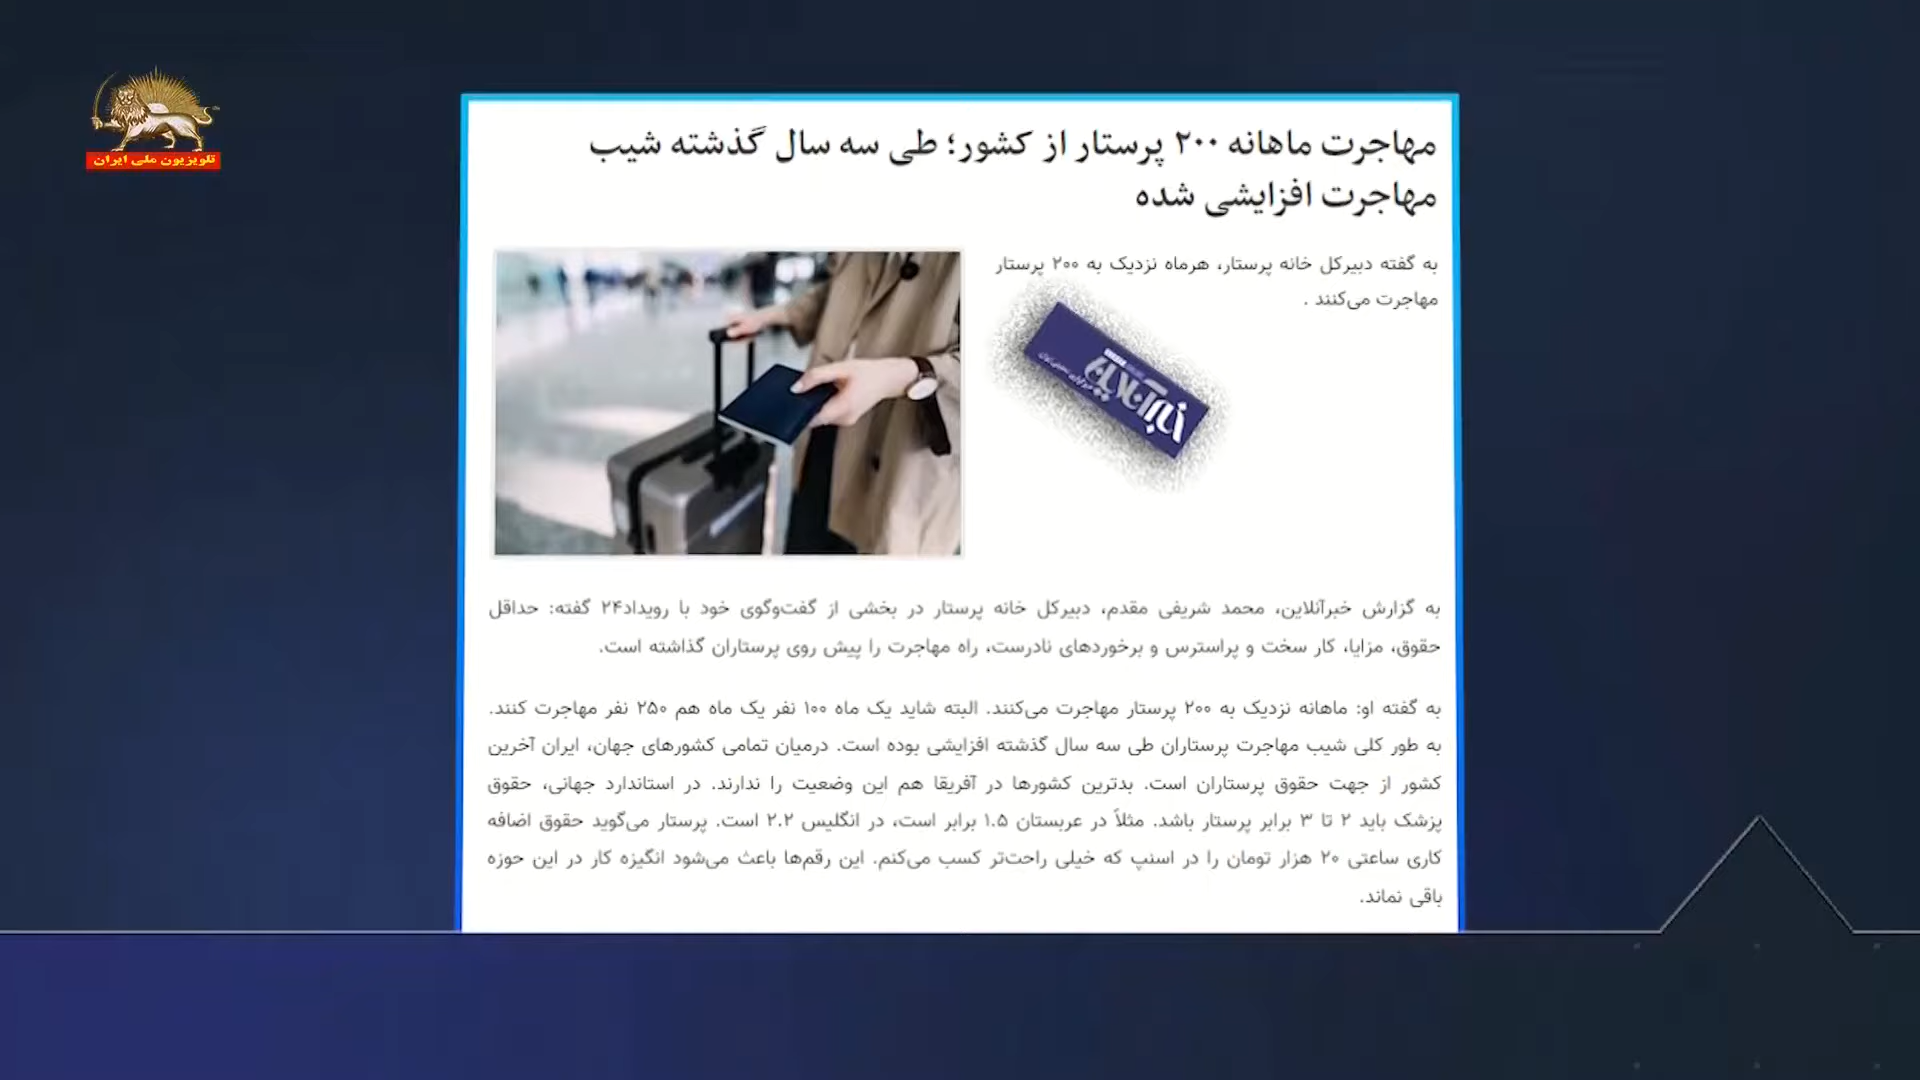 تلویزیون ملی ایران
مهاجرت ماهانه ۲۰۰ پرستار از کشور؛ طی سه سال گذشته شیب
مهاجرت افزایشی شده
به گفته دبیرکل خانه پرستار، هرماه نزدیک به ۲۰۰ پرستار
مهاجرت می‌کنند .
خبرآنلاین
به گزارش خبرآنلاین، محمد شریفی مقدم، دبیرکل خانه پرستار در بخشی از گفت‌وگوی خود با رویداد۲۴ گفته: حداقل
حقوق، مزایا، کار سخت و پراسترس و برخوردهای نادرست، راه مهاجرت را پیش روی پرستاران گذاشته است.
به گفته او: ماهانه نزدیک به ۲۰۰ پرستار مهاجرت می‌کنند. البته شاید یک ماه ۱۰۰ نفر یک ماه هم ۲۵۰ نفر مهاجرت کنند.
به طور کلی شیب مهاجرت پرستاران طی سه سال گذشته افزایشی بوده است. درمیان تمامی کشورهای جهان، ایران آخرین
کشور از جهت حقوق پرستاران است. بدترین کشورها در آفریقا هم این وضعیت را ندارند. در استاندارد جهانی، حقوق
پزشک باید ۲ تا ۳ برابر پرستار باشد. مثلاً در عربستان ۱.۵ برابر است، در انگلیس ۲.۲ است. پرستار می‌گوید حقوق اضافه
کاری ساعتی ۲۰ هزار تومان را در اسنپ که خیلی راحت‌تر کسب می‌کنم. این رقم‌ها باعث می‌شود انگیزه کار در این حوزه
باقی نماند.